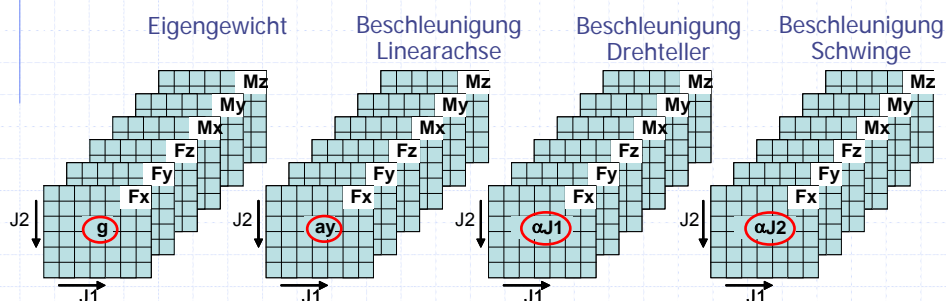 Eigengewicht
Beschleunigung
Linearachse
Beschleunigung
Drehteller
Beschleunigung
Schwinge
Mz
My
Mx
Fz
Fy
Fx
J2
g
J1
Mz
My
Mx
Fz
Fy
Fx
J2
ay
J1
Mz
My
Mx
Fz
Fy
Fx
J2
αJ1
J1
Mz
My
Mx
Fz
Fy
Fx
J2
αJ2
J1